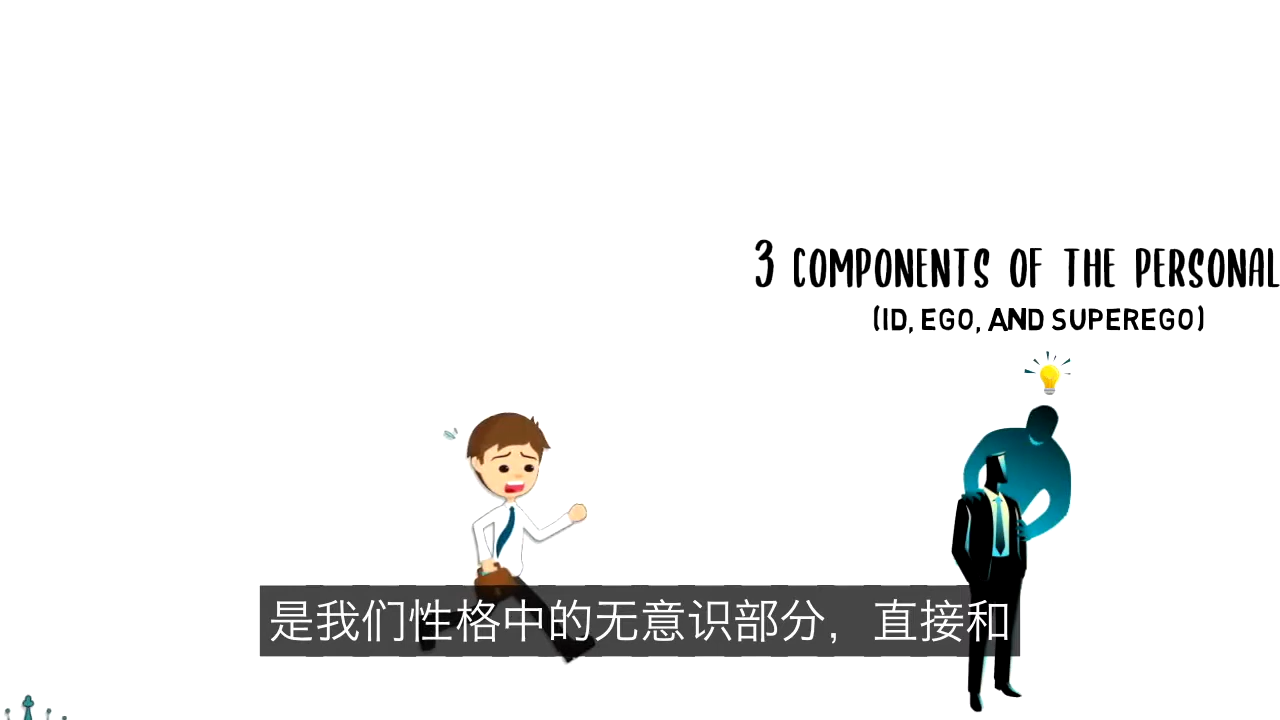 3 COMPONENTS OF THE PERSONAL
(ID, EGO, AND SUPEREGO)
是我们性格中的无意识部分，直接和